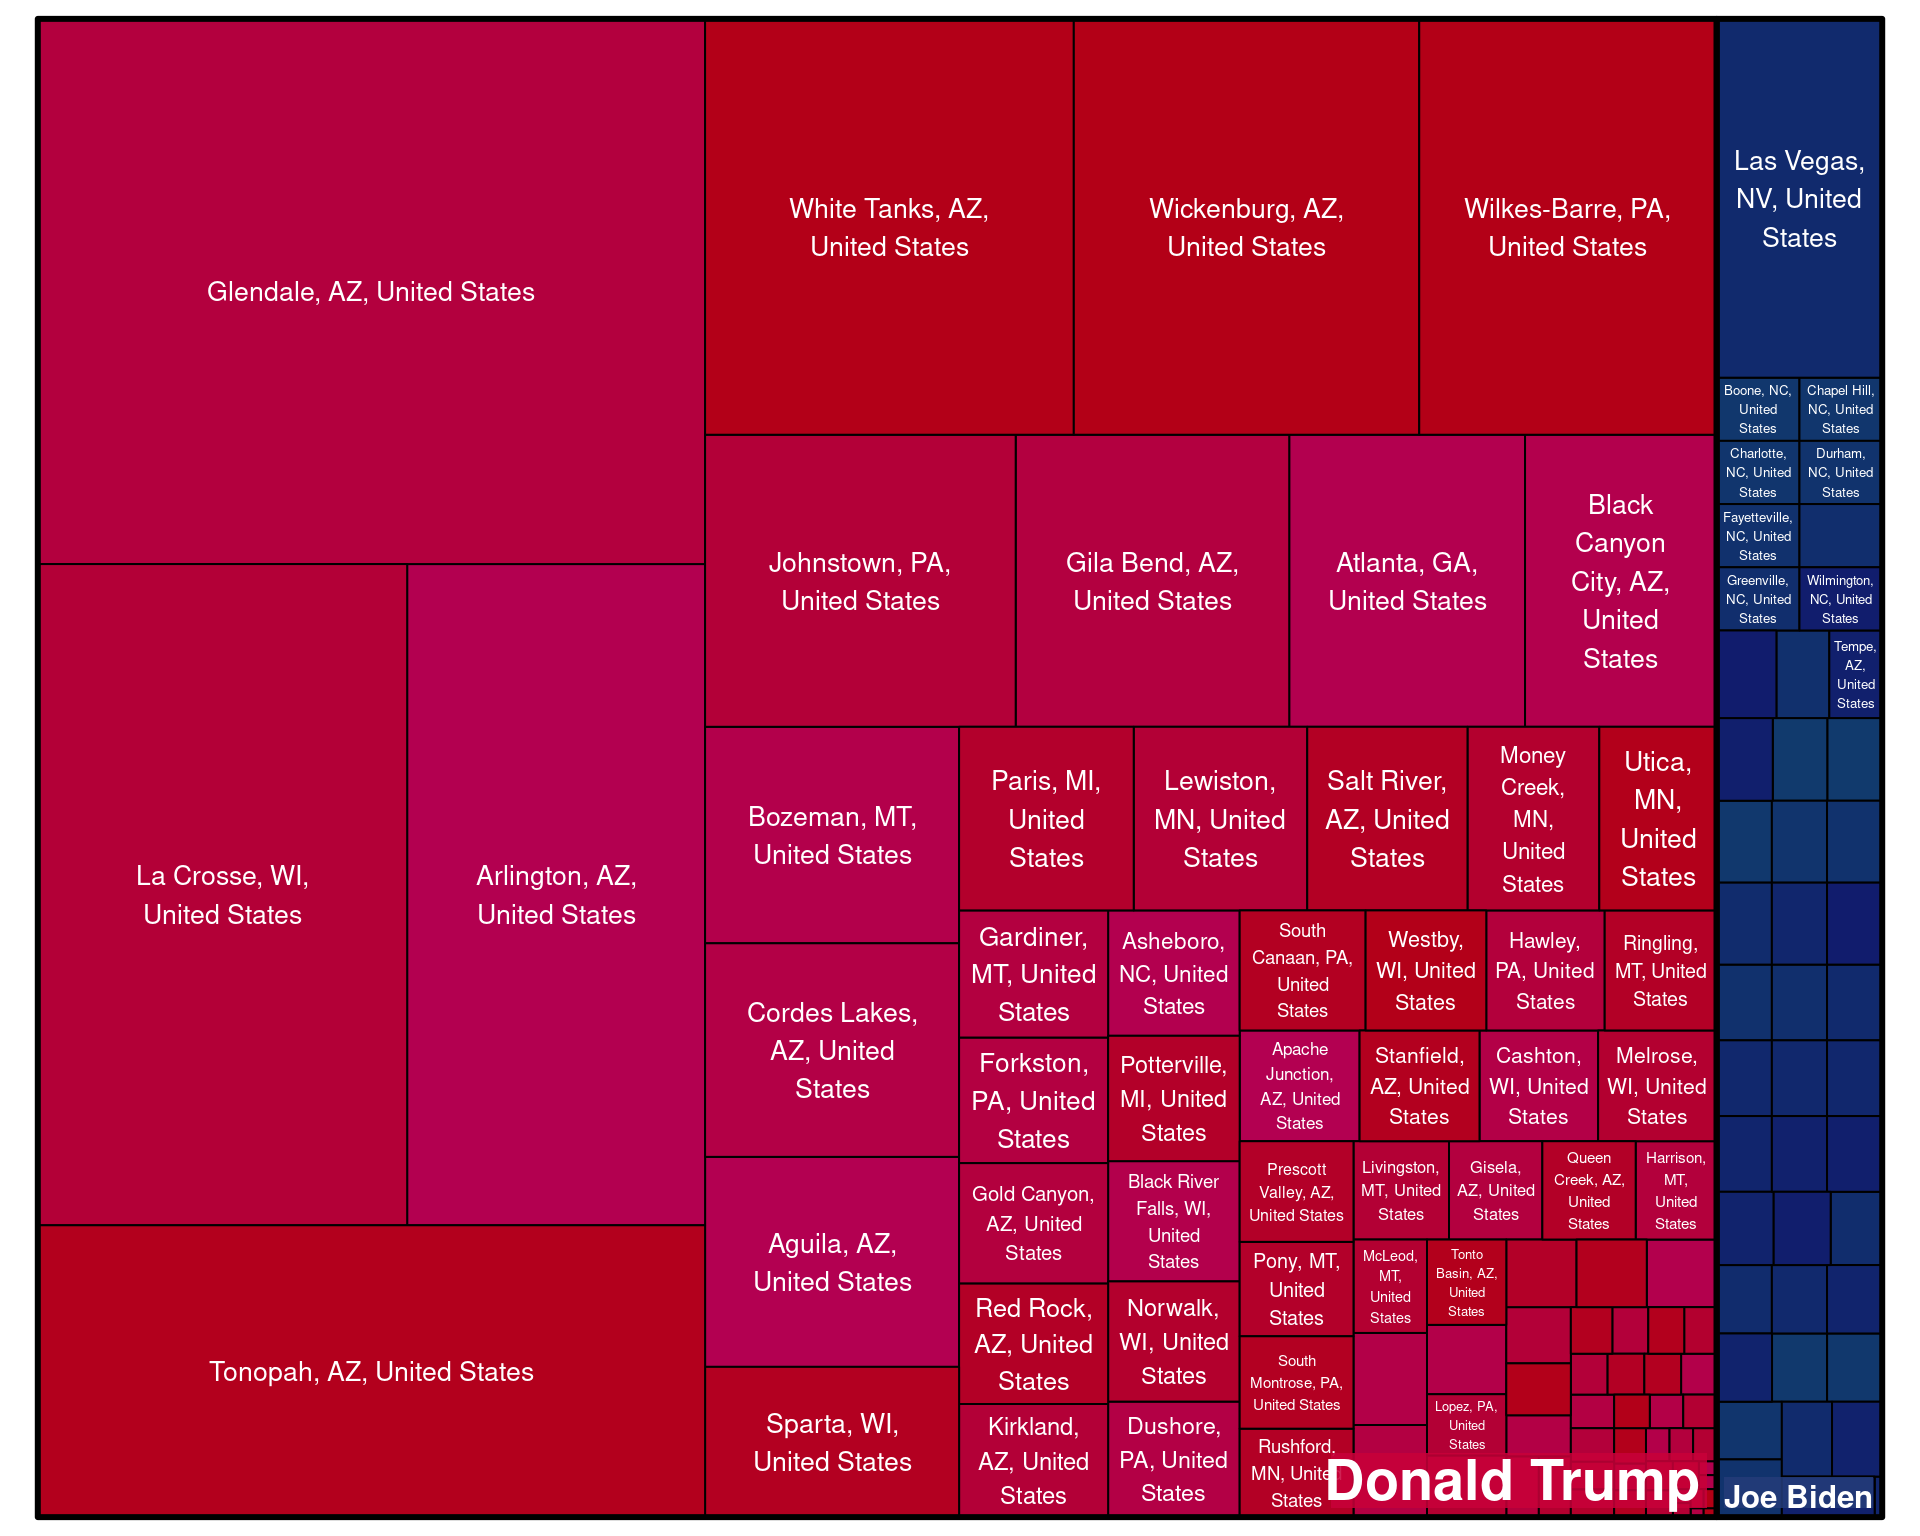 Glendale, AZ, United States
La Crosse, WI,
United States
Arlington, AZ,
United States
Tonopah, AZ, United States
White Tanks, AZ,
United States
Wickenburg, AZ,
United States
Wilkes-Barre, PA,
United States
Johnstown, PA,
United States
Gila Bend, AZ,
United States
Atlanta, GA,
United States
Black
Canyon
City, AZ,
United
States
Bozeman, MT,
United States
Cordes Lakes,
AZ, United
States
Aguila, AZ,
United States
Sparta, WI,
United States
Paris, MI,
United
States
Lewiston,
MN, United
States
Salt River,
AZ, United
States
Money
Creek,
MN,
United
States
Utica,
MN,
United
States
Gardiner,
MT, United
States
Forkston,
PA, United
States
Gold Canyon,
AZ, United
States
Red Rock,
AZ, United
States
Kirkland,
AZ, United
States
Asheboro,
NC, United
States
Potterville,
MI, United
States
Black River
Falls, WI,
United
States
Norwalk,
WI, United
States
Dushore,
PA, United
States
South
Canaan, PA,
United
States
Westby,
WI, United
States
Hawley,
PA, United
States
Ringling,
MT, United
States
Apache
Junction,
AZ, United
States
Stanfield,
AZ, United
States
Cashton,
WI, United
States
Melrose,
WI, United
States
Prescott
Valley, AZ,
United States
Pony, MT,
United
States
South
Montrose, PA,
United States
Rushford,
MN, United
States
Livingston,
MT, United
States
Gisela,
AZ, United
States
Queen
Creek, AZ,
United
States
Harrison,
MT,
United
States
McLeod,
MT,
United
States
Tonto
Basin, AZ,
United
States
Lopez, PA,
United
States
Donald Trump
Las Vegas,
NV, United
States
Boone, NC,
United
States
Chapel Hill,
NC, United
States
Charlotte,
NC, United
States
Durham,
NC, United
States
Fayetteville,
NC, United
States
Greenville,
NC, United
States
Wilmington,
NC, United
States
Tempe,
AZ,
United
States
Joe Biden